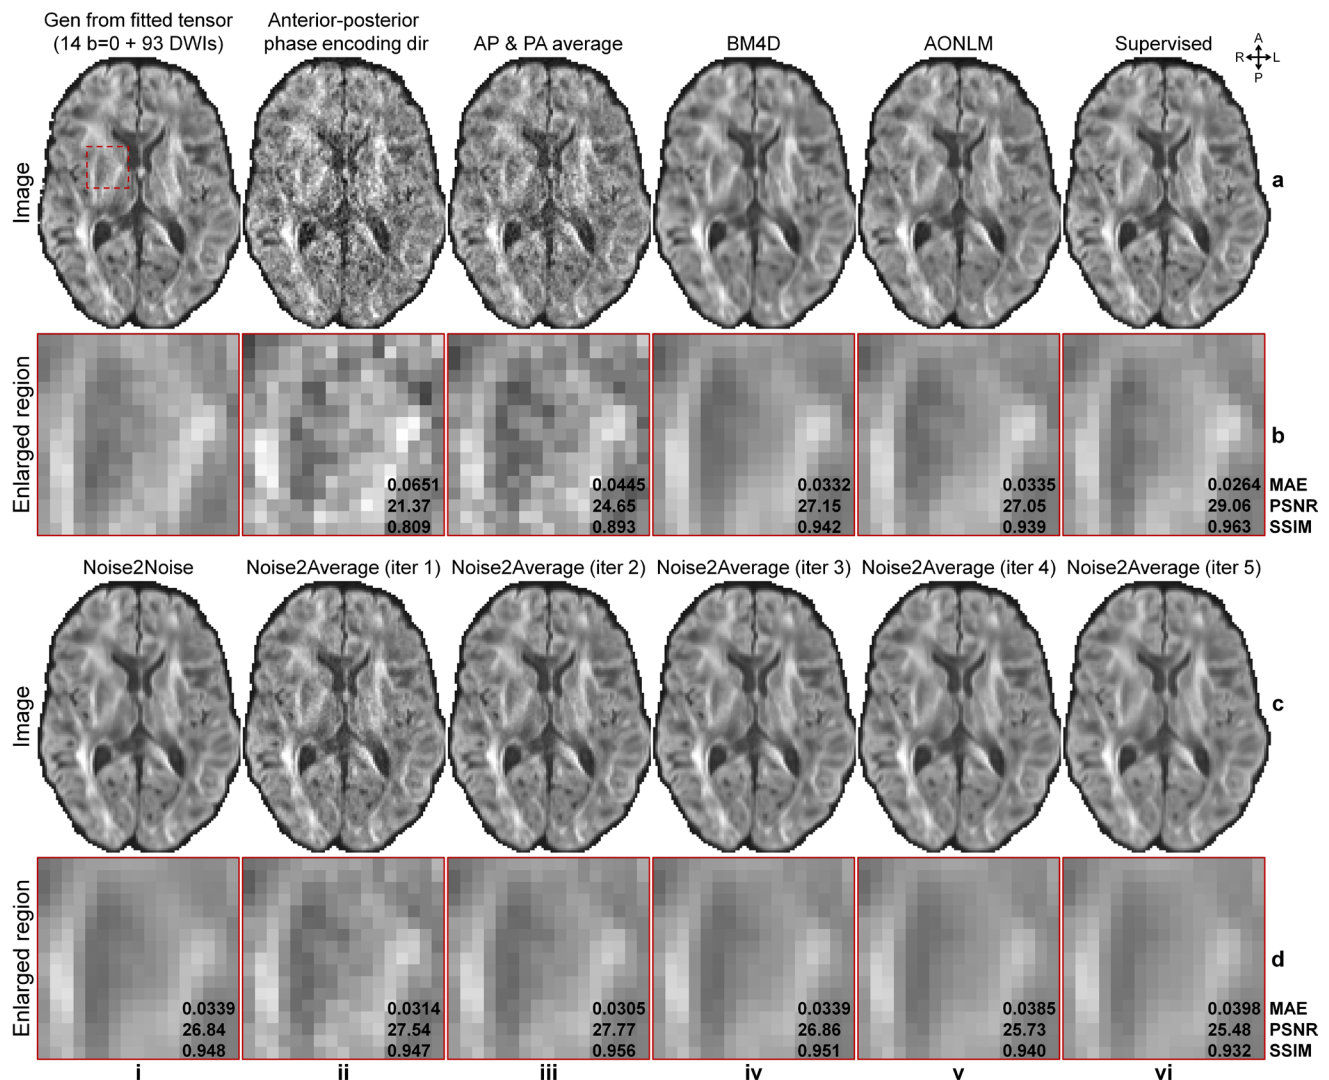 Gen from fitted tensor
(14 b=0 + 93 DWIs)
Anterior-posterior
phase encoding dir
AP & PA average
BM4D
AONLM
Supervised
A
R L
P
Image
a
Enlarged region
b
0.0651
21.37
0.809
0.0445
24.65
0.893
0.0332
27.15
0.942
0.0335
27.05
0.939
0.0264
29.06
0.963
MAE
PSNR
SSIM
Noise2Noise
Noise2Average (iter 1)
Noise2Average (iter 2)
Noise2Average (iter 3)
Noise2Average (iter 4)
Noise2Average (iter 5)
Image
c
Enlarged region
d
0.0339
26.84
0.948
0.0314
27.54
0.947
0.0305
27.77
0.956
0.0339
26.86
0.951
0.0385
25.73
0.940
0.0398
25.48
0.932
MAE
PSNR
SSIM
i
ii
iii
iv
v
vi